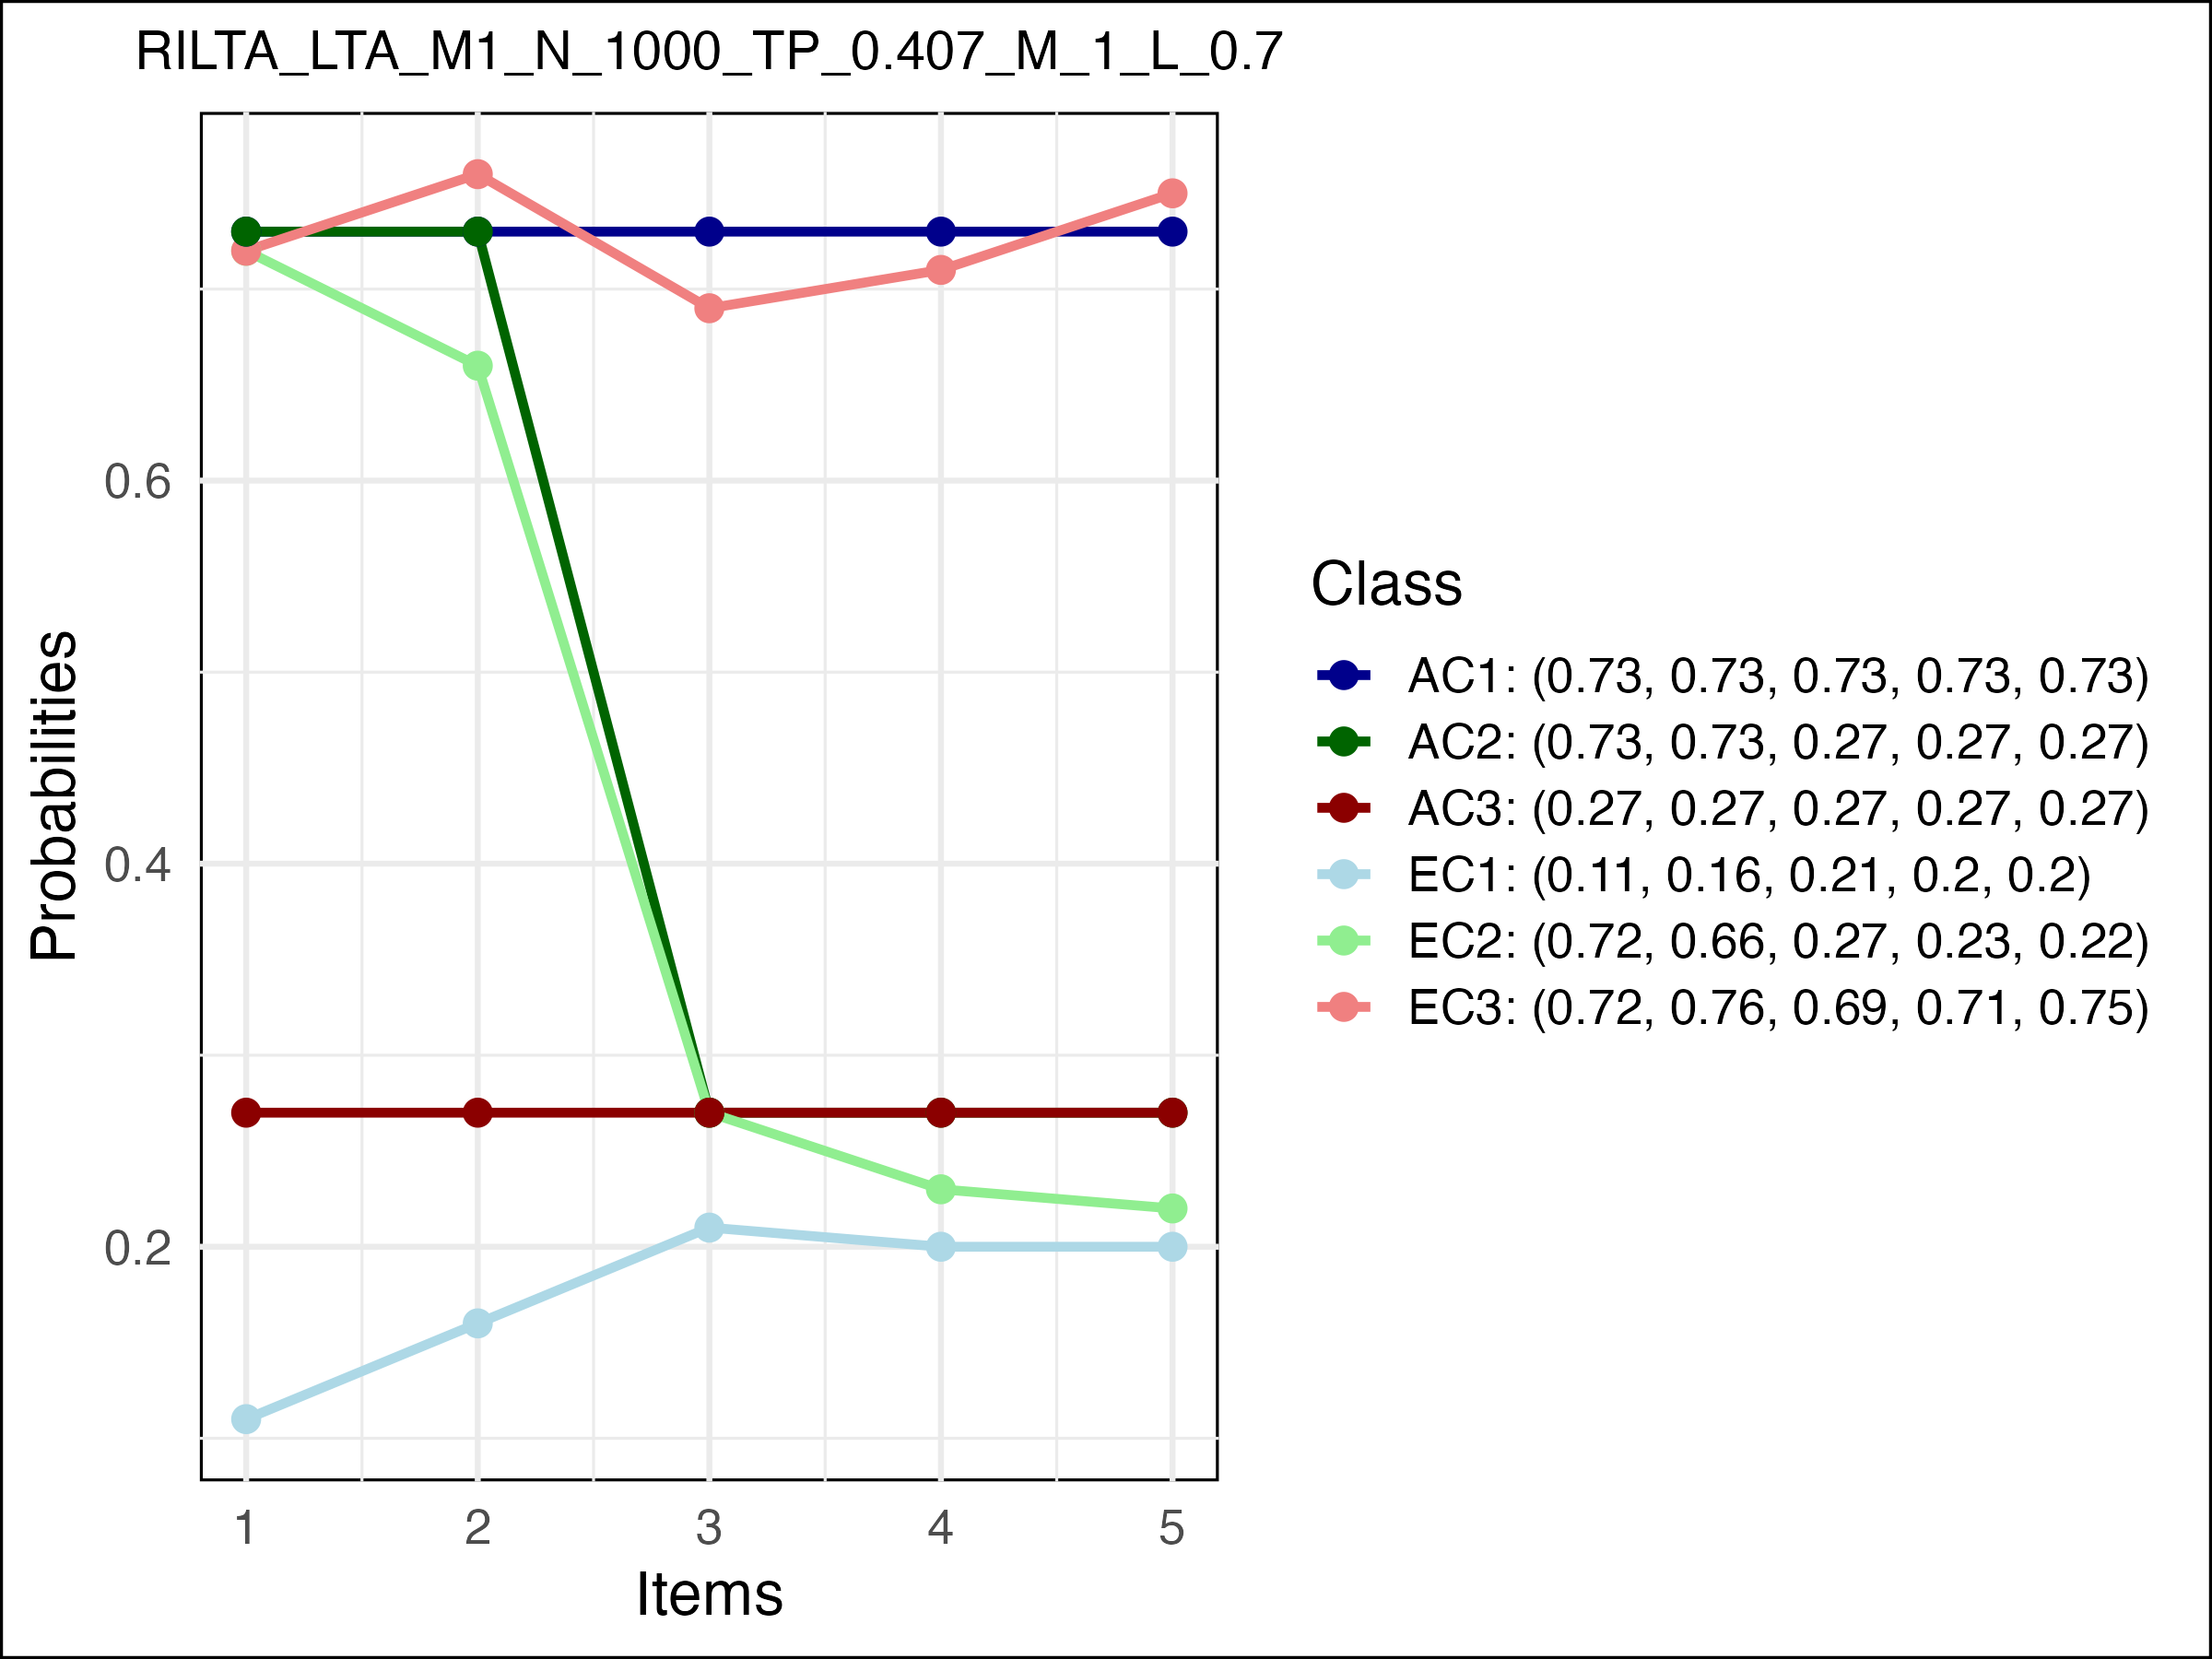 RILTA_LTA_M1_N_1000_TP_0.407_M_1_L_0.7
0.6
0.4
0.2
Probabilities
1 2 3 4 5
Items
Class
AC1: (0.73, 0.73, 0.73, 0.73, 0.73)
AC2: (0.73, 0.73, 0.27, 0.27, 0.27)
AC3: (0.27, 0.27, 0.27, 0.27, 0.27)
EC1: (0.11, 0.16, 0.21, 0.2, 0.2)
EC2: (0.72, 0.66, 0.27, 0.23, 0.22)
EC3: (0.72, 0.76, 0.69, 0.71, 0.75)